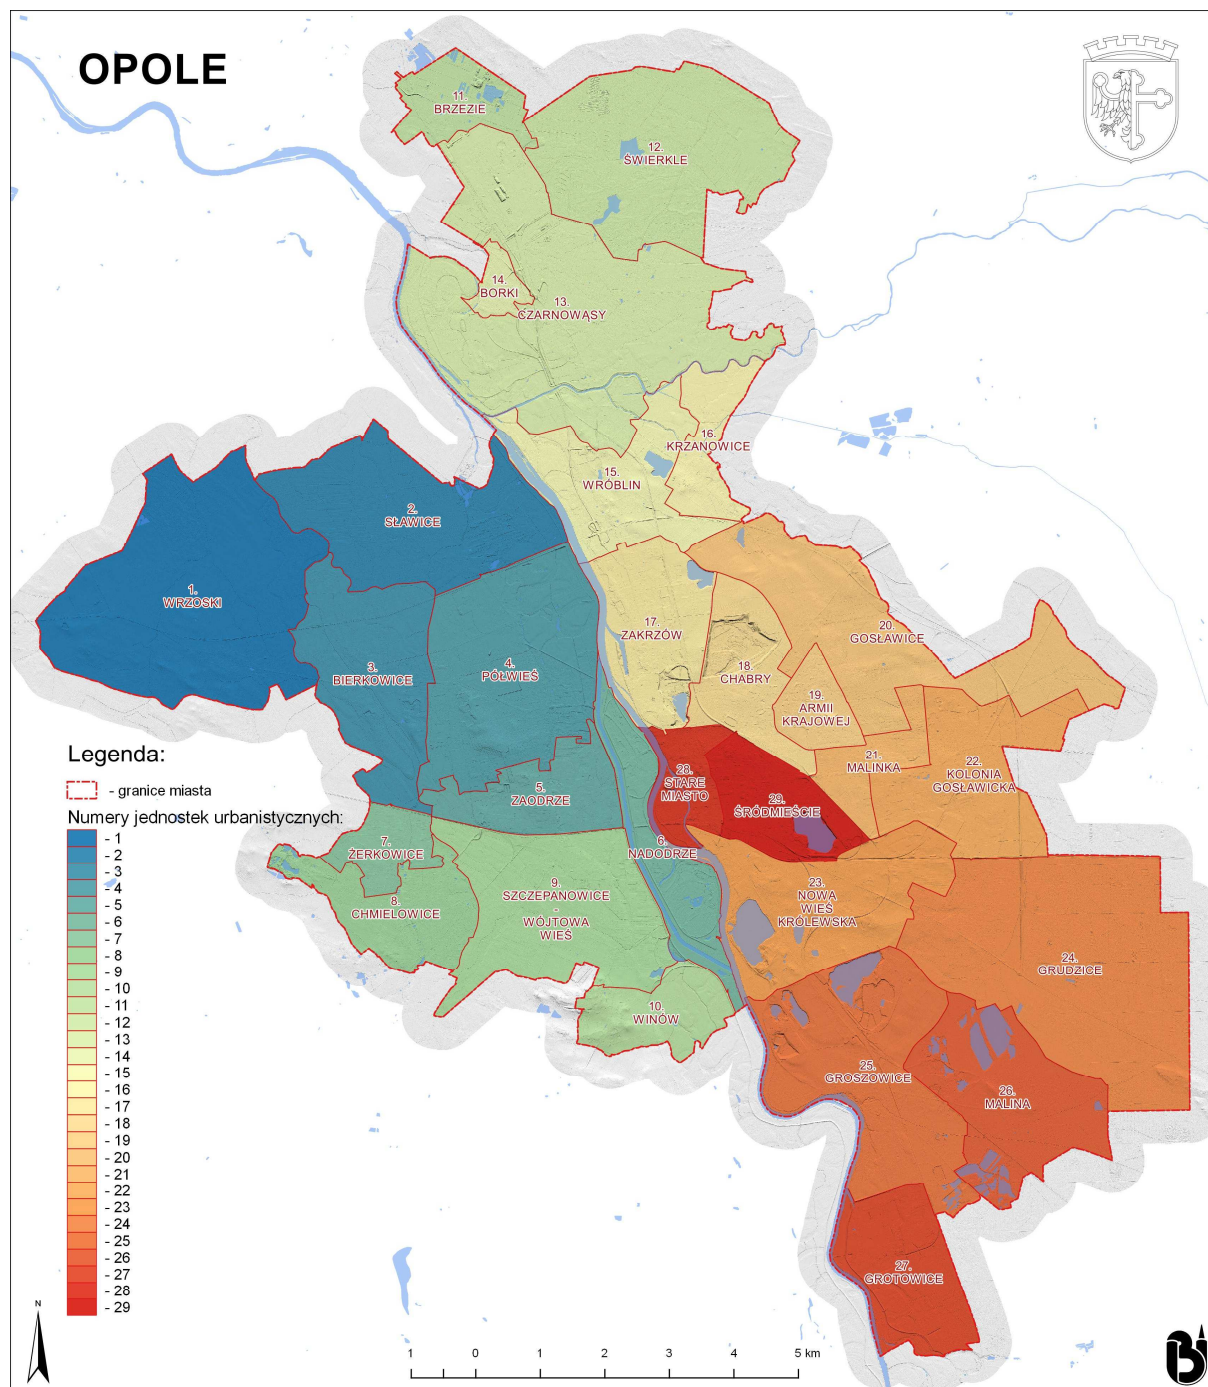 OPOLE
11.
BRZEZIE
12.
ŚWIERKLE
14.
BORKI
13.
CZARNOWĄSY
16.
KRZANOWICE
15.
WRÓBLIN
2.
SŁAWICE
1.
WRZOSKI
17.
ZAKRZÓW
20.
GOSŁAWICE
3.
BIERKOWICE
4.
PÓŁWIEŚ
18.
CHABRY
19.
ARMII
KRAJOWEJ
21.
MALINKA
22.
KOLONIA
GOSŁAWICKA
28.
STARE
MIASTO
29.
ŚRÓDMIEŚCIE
5.
ZAODRZE
6.
NADODRZE
7.
ŻERKOWICE
8.
CHMIELOWICE
9.
SZCZEPANOWICE
-
WÓJTOWA
WIEŚ
23.
NOWA
WIEŚ
KRÓLEWSKA
10.
WINÓW
24.
GRUDZICE
25.
GROSZOWICE
26.
MALINA
27.
GROTOWICE
Legenda:
- granice miasta
Numery jednostek urbanistycznych:
- 1
- 2
- 3
- 4
- 5
- 6
- 7
- 8
- 9
- 10
- 11
- 12
- 13
- 14
- 15
- 16
- 17
- 18
- 19
- 20
- 21
- 22
- 23
- 24
- 25
- 26
- 27
- 28
- 29
N
1 0 1 2 3 4 5 km